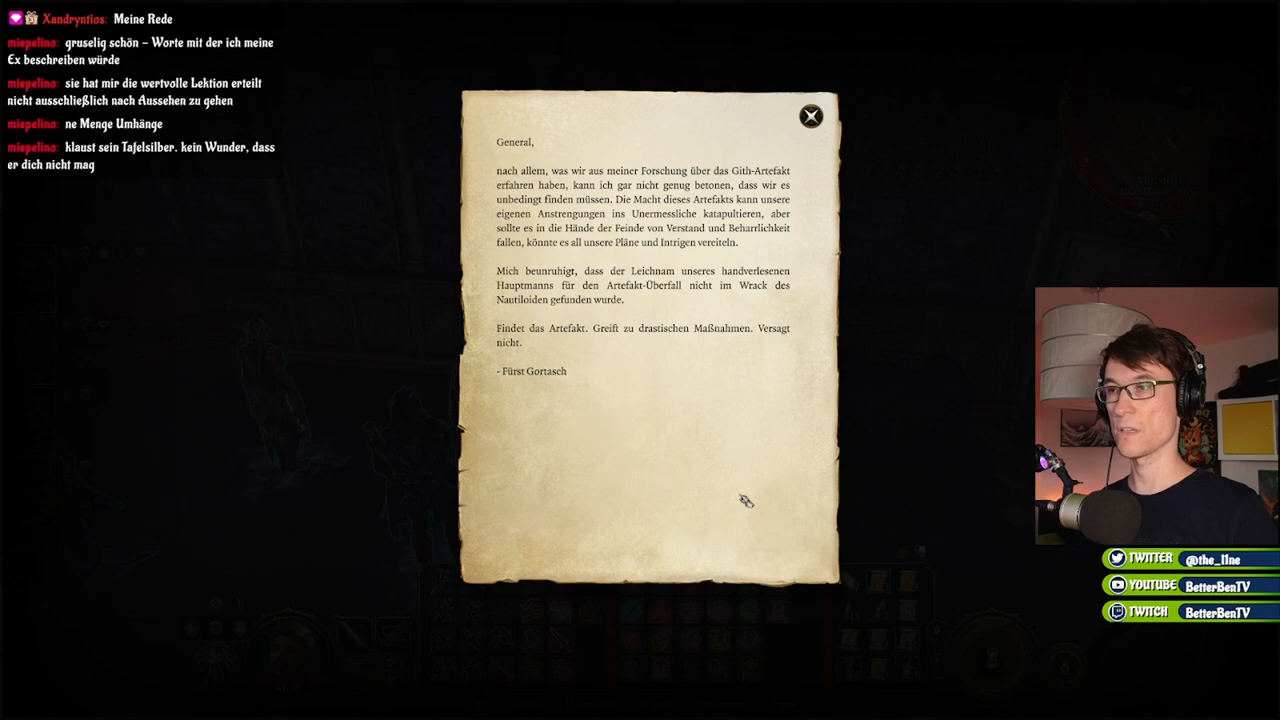 Xandryntios: Meine Rede
miepelino: gruselig schön – Worte mit der ich meine
Ex beschreiben würde
miepelino: sie hat mir die wertvolle Lektion erteilt
nicht ausschließlich nach Aussehen zu gehen
miepelino: ne Menge Umhänge
miepelino: klaust sein Tafelsilber. kein Wunder, dass
er dich nicht mag
General,
nach allem, was wir aus meiner Forschung über das Gith-Artefakt
erfahren haben, kann ich gar nicht genug betonen, dass wir es
unbedingt finden müssen. Die Macht dieses Artefakts kann unsere
eigenen Anstrengungen ins Unermessliche katapultieren, aber
sollte es in die Hände der Feinde von Verstand und Beharrlichkeit
fallen, könnte es all unsere Pläne und Intrigen vereiteln.
Mich beunruhigt, dass der Leichnam unseres handverlesenen
Hauptmanns für den Artefakt-Überfall nicht im Wrack des
Nautiloiden gefunden wurde.
Findet das Artefakt. Greift zu drastischen Maßnahmen. Versagt
nicht.
- Fürst Gortasch
TWITTER @the_11ne
YOUTUBE BetterBenTV
TWITCH BetterBenTV